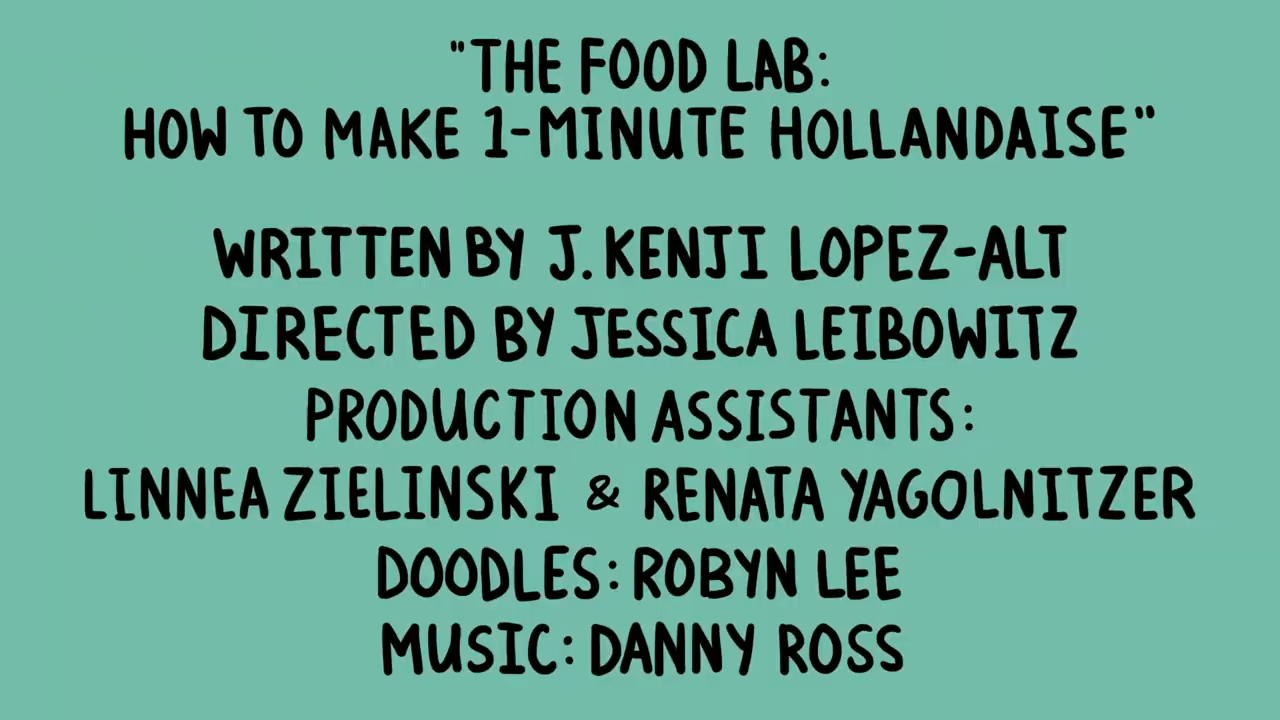 "THE FOOD LAB:
HOW TO MAKE 1-MINUTE HOLLANDAISE"
WRITTEN BY J. KENJI LOPEZ-ALT
DIRECTED BY JESSICA LEIBOWITZ
PRODUCTION ASSISTANTS:
LINNEA ZIELINSKI & RENATA YAGOLNITZER
DOODLES: ROBYN LEE
MUSIC: DANNY ROSS